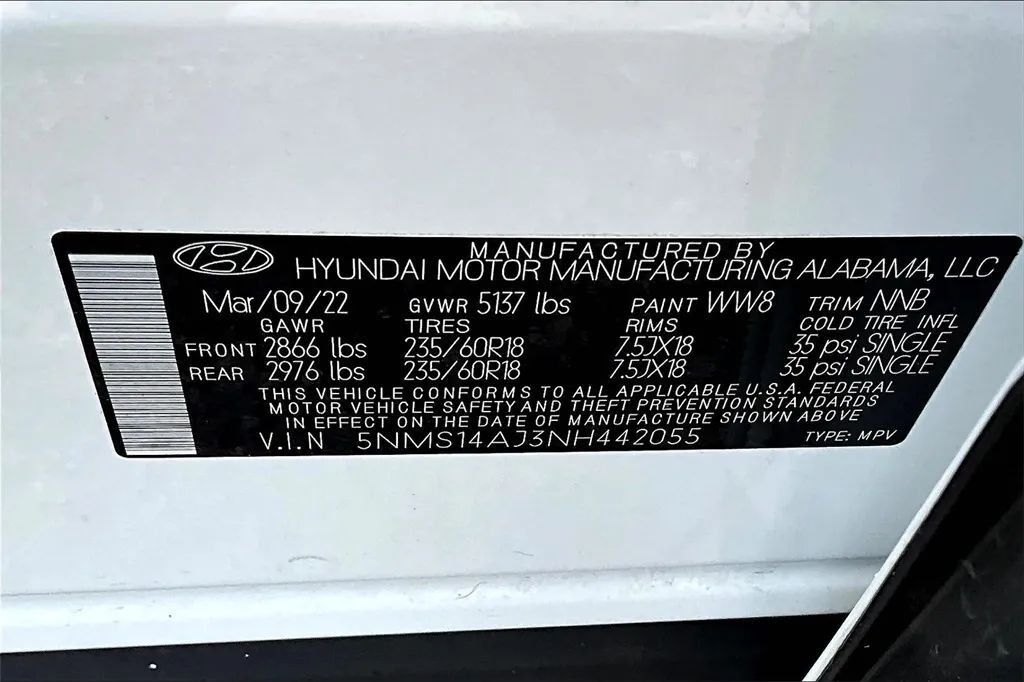 MANUFACTURED BY
HYUNDAI MOTOR MANUFACTURING ALABAMA, LLC
Mar/09/22 GVWR 5137 lbs PAINT WW8 TRIM NNB
GAWR TIRES RIMS COLD TIRE INFL
FRONT 2866 lbs 235/60R18 7.5JX18 35 psi SINGLE
REAR 2976 lbs 235/60R18 7.5JX18 35 psi SINGLE
THIS VEHICLE CONFORMS TO ALL APPLICABLE U.S.A. FEDERAL
MOTOR VEHICLE SAFETY AND THEFT PREVENTION STANDARDS
IN EFFECT ON THE DATE OF MANUFACTURE SHOWN ABOVE
V.I.N 5NMS14AJ3NH442055 TYPE: MPV